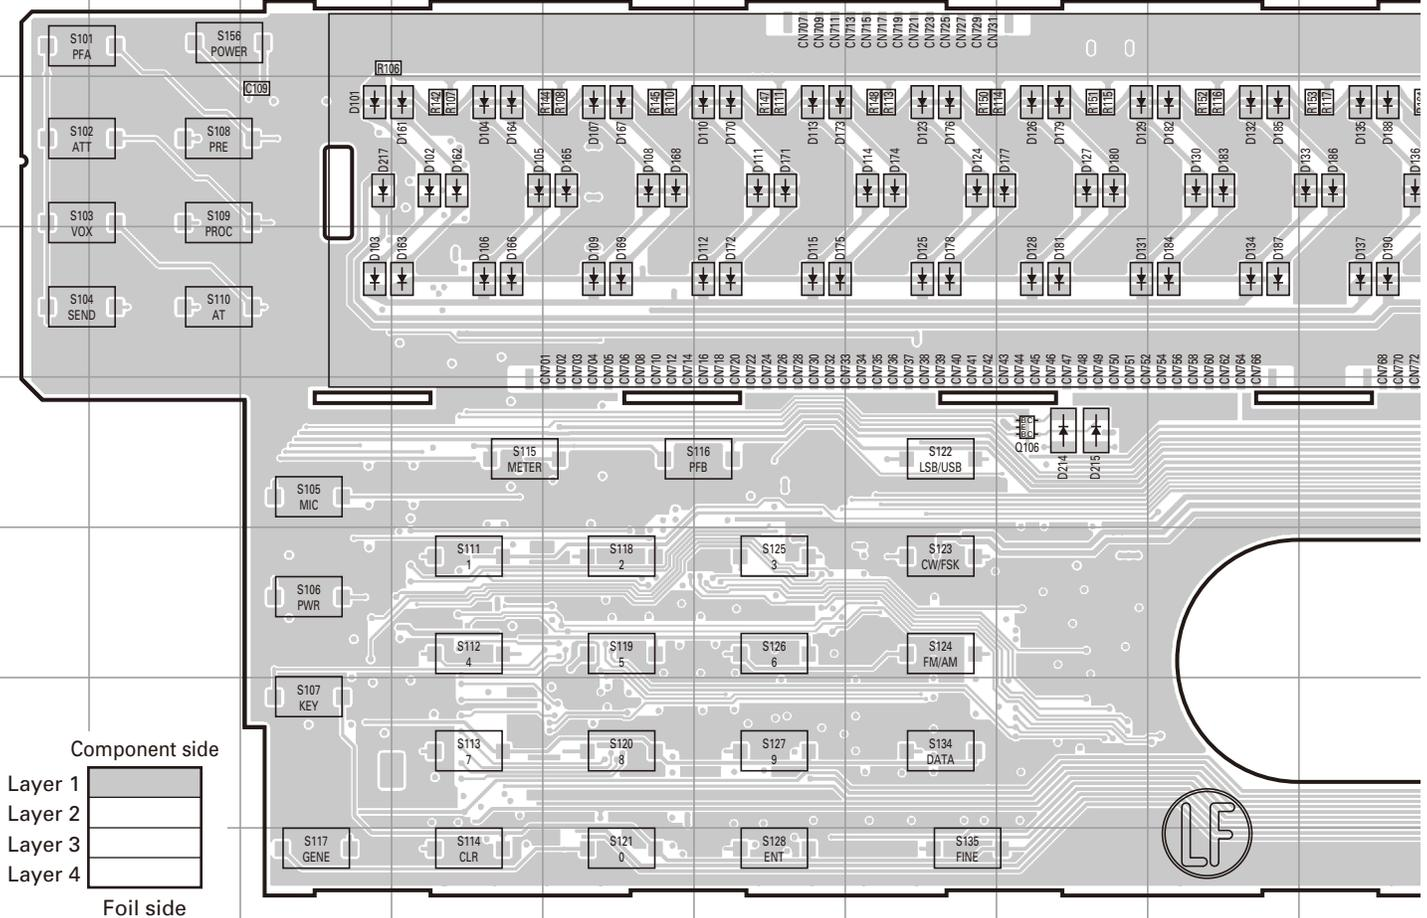 S101
PFA
S156
POWER
C109
S102
ATT
S108
PRE
S103
VOX
S109
PROC
S104
SEND
S110
AT
CN707
CN709
CN711
CN713
CN715
CN717
CN719
CN721
CN723
CN725
CN727
CN729
CN731
R106
D101
D161
R142
R107
D104
D164
R144
R108
D107
D167
R145
R110
D110
D170
R147
R111
D113
D173
R148
R113
D123
D176
R150
R114
D126
D179
R151
R115
D129
D182
R152
R116
D132
D185
R153
R117
D135
D188
D217
D102
D162
D105
D165
D108
D168
D111
D171
D114
D174
D124
D177
D127
D180
D130
D183
D133
D186
D136
D103
D163
D106
D166
D109
D169
D112
D172
D115
D175
D125
D178
D128
D181
D131
D184
D134
D187
D137
D190
CN701
CN702
CN703
CN704
CN705
CN706
CN708
CN710
CN712
CN714
CN716
CN718
CN720
CN722
CN724
CN726
CN728
CN730
CN732
CN733
CN734
CN735
CN736
CN737
CN738
CN739
CN740
CN741
CN742
CN743
CN744
CN745
CN746
CN747
CN748
CN749
CN750
CN751
CN752
CN754
CN756
CN758
CN760
CN762
CN764
CN766
CN768
CN770
CN772
S115
METER
S116
PFB
S122
LSB/USB
Q106
D214
D215
S105
MIC
S111
1
S118
2
S125
3
S123
CW/FSK
S106
PWR
S112
4
S119
5
S126
6
S124
FM/AM
S107
KEY
S113
7
S120
8
S127
9
S134
DATA
S117
GENE
S114
CLR
S121
0
S128
ENT
S135
FINE
LF
Component side
Layer 1
Layer 2
Layer 3
Layer 4
Foil side